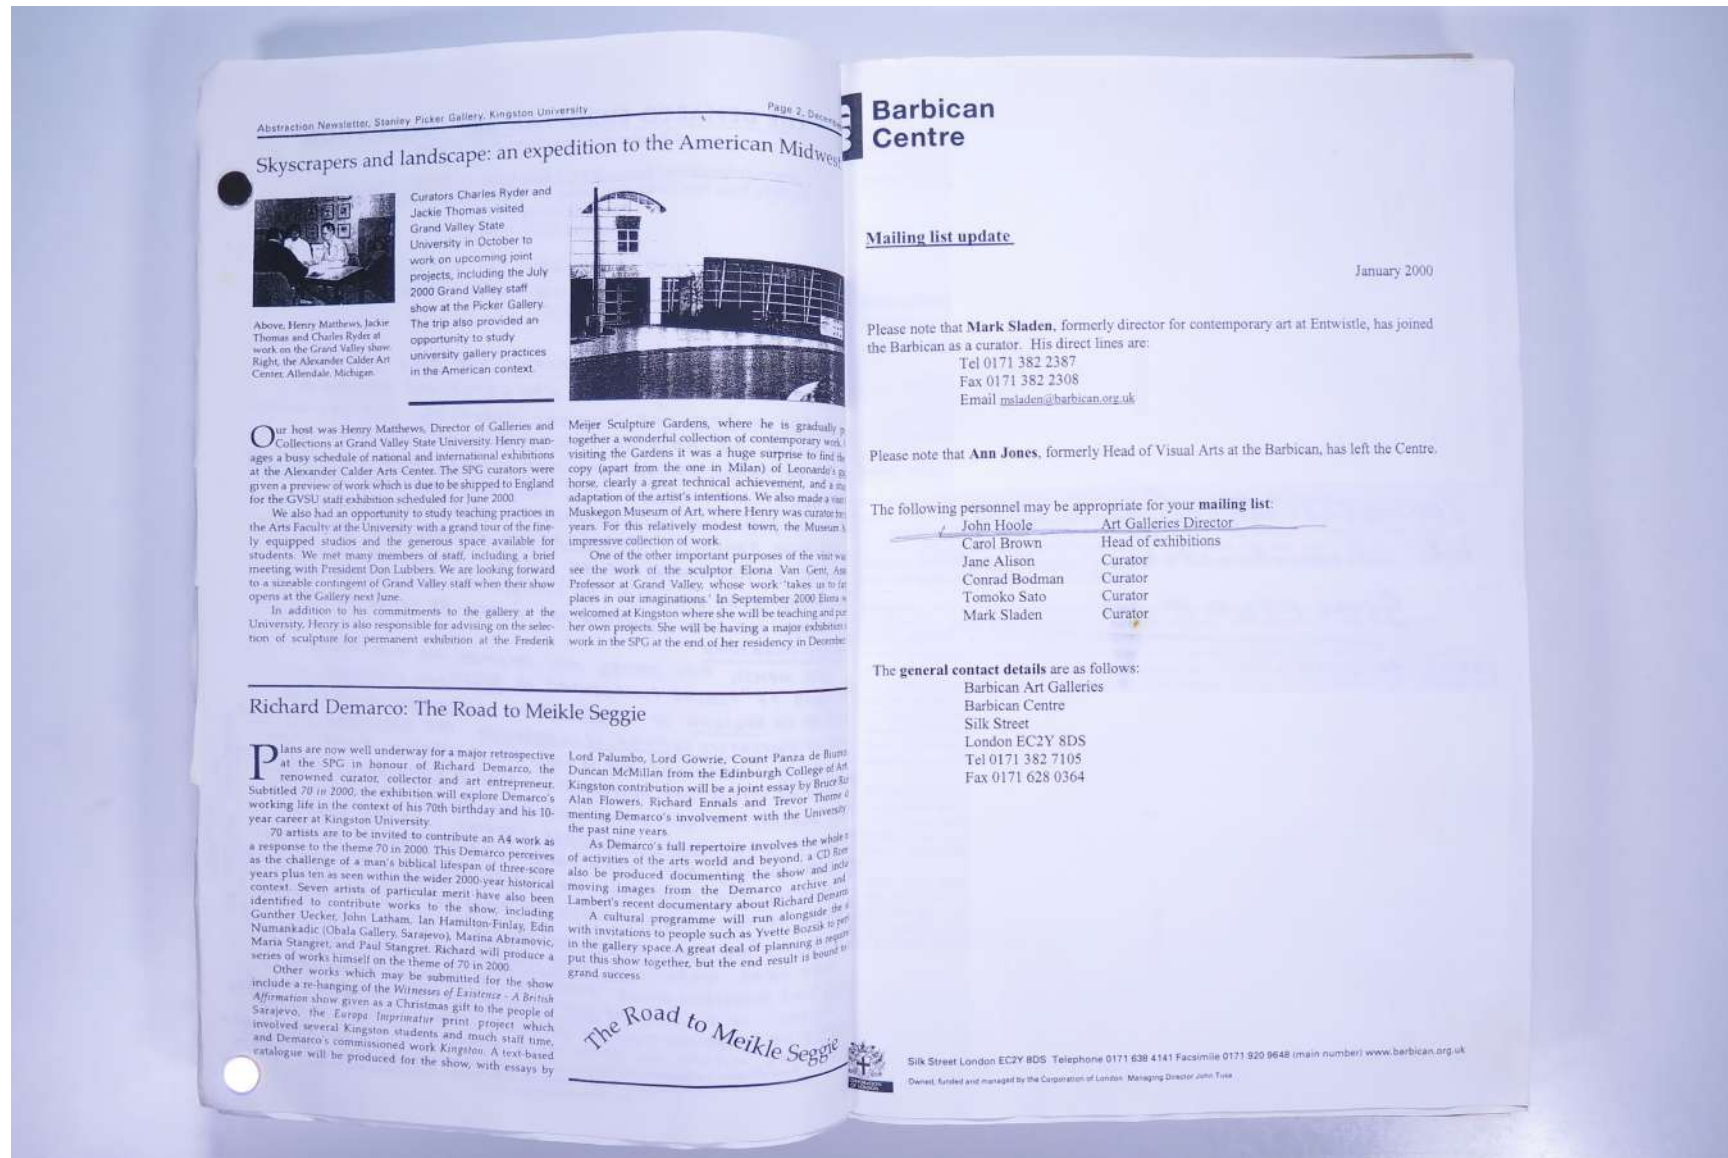 Abstraction Newsletter, Stanley Picker Gallery, Kingston University
Page 2,
Skyscrapers and landscape: an expedition to the American Midwest
Curators Charles Ryder and
Jackie Thomas visited
Grand Valley State
University in October to
work on upcoming joint
projects, including the July
2000 Grand Valley staff
show at the Picker Gallery.
The trip also provided an
opportunity to study
university gallery practices
in the American context.
Above, Henry Matthews, Jackie
Thomas and Charles Ryder at
work on the Grand Valley show.
Right, the Alexander Calder Art
Center, Allendale, Michigan.
Our host was Henry Matthews, Director of Galleries and
Collections at Grand Valley State University. Henry man-
ages a busy schedule of national and international exhibitions
at the Alexander Calder Arts Center. The SPG curators were
given a preview of work which is due to be shipped to England
for the GVSU staff exhibition scheduled for June 2000.
We also had an opportunity to study teaching practices in
the Arts Faculty at the University with a grand tour of the fine-
ly equipped studios and the generous space available for
students. We met many members of staff, including a brief
meeting with President Don Lubbers. We are looking forward
to a sizeable contingent of Grand Valley staff when their show
opens at the Gallery next June.
In addition to his commitments to the gallery at the
University, Henry is also responsible for advising on the selec-
tion of sculpture for permanent exhibition at the Frederik
Meijer Sculpture Gardens, where he is gradually
together a wonderful collection of contemporary work.
visiting the Gardens it was a huge surprise to find the
copy (apart from the one in Milan) of Leonardo's
horse, clearly a great technical achievement, and a
adaptation of the artist's intentions. We also made a
Muskegon Museum of Art, where Henry was curator
years. For this relatively modest town, the Museum
impressive collection of work.
One of the other important purposes of the visit was
see the work of the sculptor Elona Van Gent,
Professor at Grand Valley, whose work 'takes us to
places in our imaginations.' In September 2000 Elona
welcomed at Kingston where she will be teaching and
her own projects. She will be having a major exhibition
work in the SPG at the end of her residency in December
Richard Demarco: The Road to Meikle Seggie
Plans are now well underway for a major retrospective
at the SPG in honour of Richard Demarco, the
renowned curator, collector and art entrepreneur.
Subtitled 70 in 2000, the exhibition will explore Demarco's
working life in the context of his 70th birthday and his 10-
year career at Kingston University.
70 artists are to be invited to contribute an A4 work as
a response to the theme 70 in 2000. This Demarco perceives
as the challenge of a man's biblical lifespan of three-score
years plus ten as seen within the wider 2000-year historical
context. Seven artists of particular merit have also been
identified to contribute works to the show, including
Gunther Uecker, John Latham, Ian Hamilton-Finlay, Edin
Numankadic (Obala Gallery, Sarajevo), Marina Abramovic,
Maria Stangret, and Paul Stangret. Richard will produce a
series of works himself on the theme of 70 in 2000.
Other works which may be submitted for the show
include a re-hanging of the Witnesses of Existence - A British
Affirmation show given as a Christmas gift to the people of
Sarajevo, the Europa Imprimatur print project which
involved several Kingston students and much staff time,
and Demarco's commissioned work Kingston. A text-based
catalogue will be produced for the show, with essays by
Lord Palumbo, Lord Gowrie, Count Panza de
Duncan McMillan from the Edinburgh College of Art.
Kingston contribution will be a joint essay by Bruce
Alan Flowers, Richard Ennals and Trevor
menting Demarco's involvement with the University
the past nine years.
As Demarco's full repertoire involves the whole
of activities of the arts world and beyond, a CD
also be produced documenting the show and
moving images from the Demarco archive and
Lambert's recent documentary about Richard
A cultural programme will run alongside the
with invitations to people such as Yvette Bozsik to
in the gallery space. A great deal of planning is
put this show together, but the end result is bound to
grand success.
The Road to Meikle Seggie
Barbican
Centre
Mailing list update
January 2000
Please note that Mark Sladen, formerly director for contemporary art at Entwistle, has joined
the Barbican as a curator. His direct lines are:
Tel 0171 382 2387
Fax 0171 382 2308
Email msladen@barbican.org.uk
Please note that Ann Jones, formerly Head of Visual Arts at the Barbican, has left the Centre.
The following personnel may be appropriate for your mailing list:
John Hoole Art Galleries Director
Carol Brown Head of exhibitions
Jane Alison Curator
Conrad Bodman Curator
Tomoko Sato Curator
Mark Sladen Curator
The general contact details are as follows:
Barbican Art Galleries
Barbican Centre
Silk Street
London EC2Y 8DS
Tel 0171 382 7105
Fax 0171 628 0364
Silk Street London EC2Y 8DS Telephone 0171 638 4141 Facsimile 0171 920 9648 (main number) www.barbican.org.uk
Owned, funded and managed by the Corporation of London Managing Director John Tusa